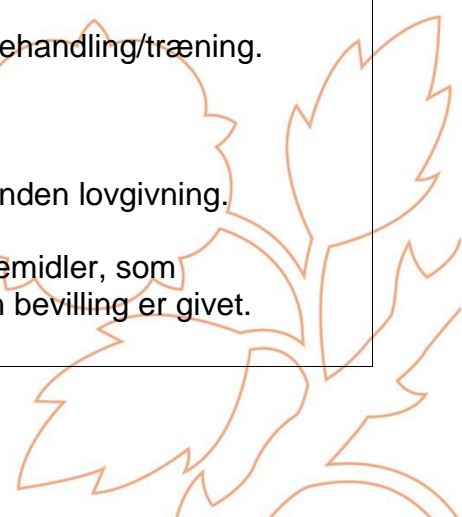 ehandling/træning.
nden lovgivning.
emidler, som
n bevilling er givet.